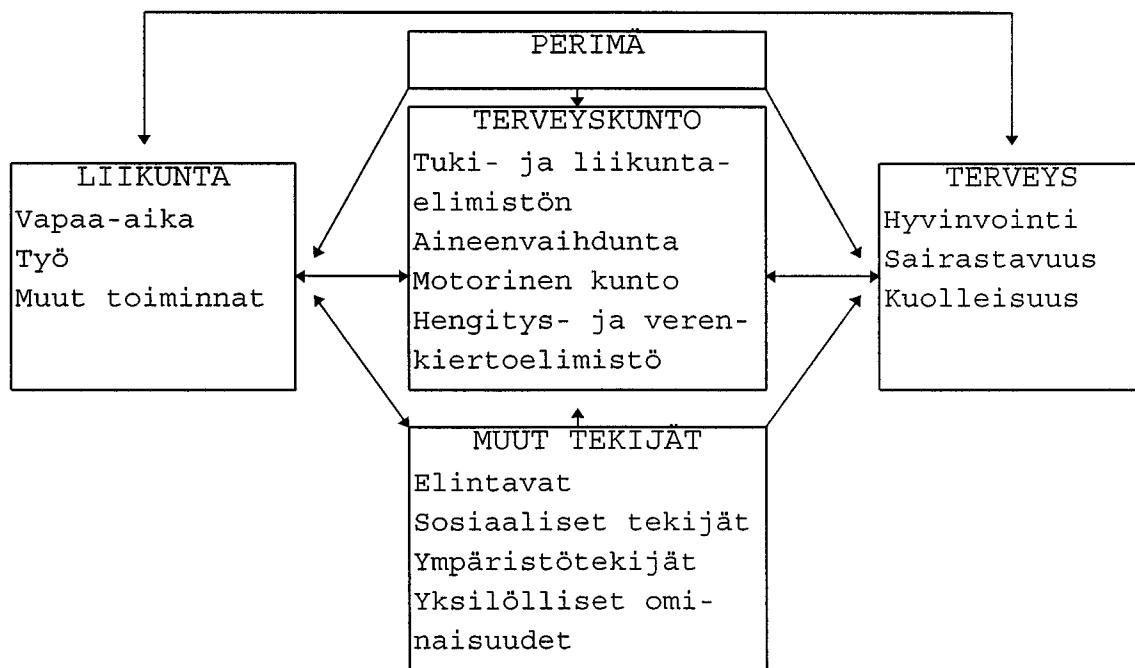 PERIMÄ
TERVEYSKUNTO
Tuki- ja liikunta-
elimistön
Aineenvaihdunta
Motorinen kunto
Hengitys- ja veren-
kiertoelimistö
LIIKUNTA
Vapaa-aika
Työ
Muut toiminnat
TERVEYS
Hyvinvointi
Sairastavuus
Kuolleisuus
MUUT TEKIJÄT
Elintavat
Sosiaaliset tekijät
Ympäristötekijät
Yksilölliset omi-
naisuudet